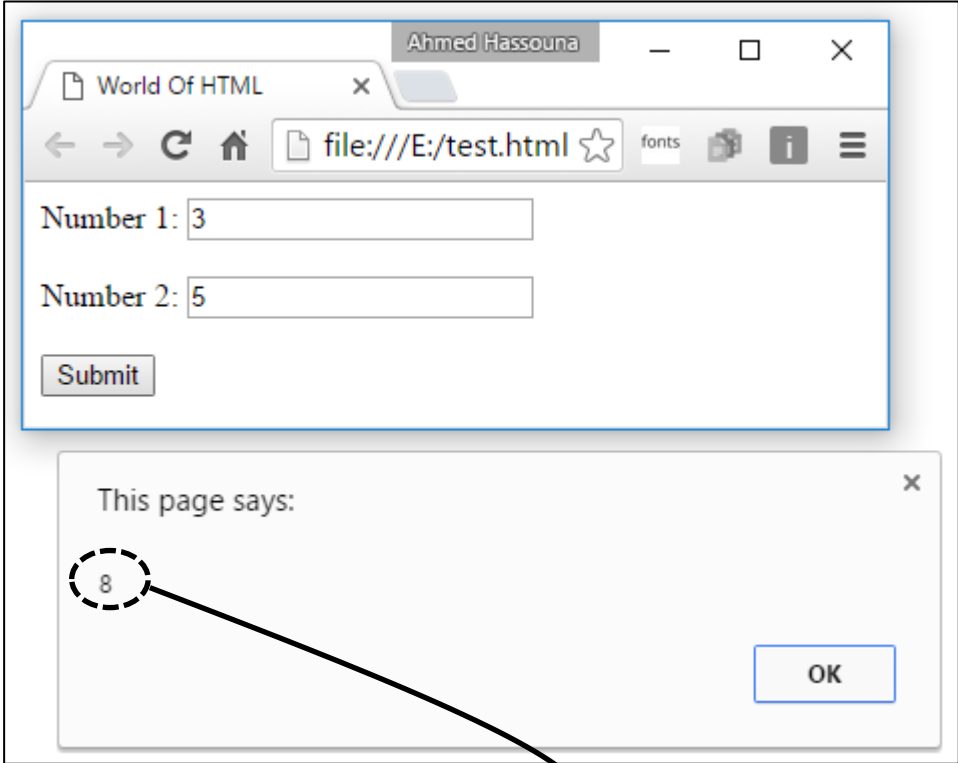 Ahmed Hassouna
World Of HTML
file:///E:/test.html
fonts
i
Number 1: 3
Number 2: 5
Submit
This page says:
8
OK